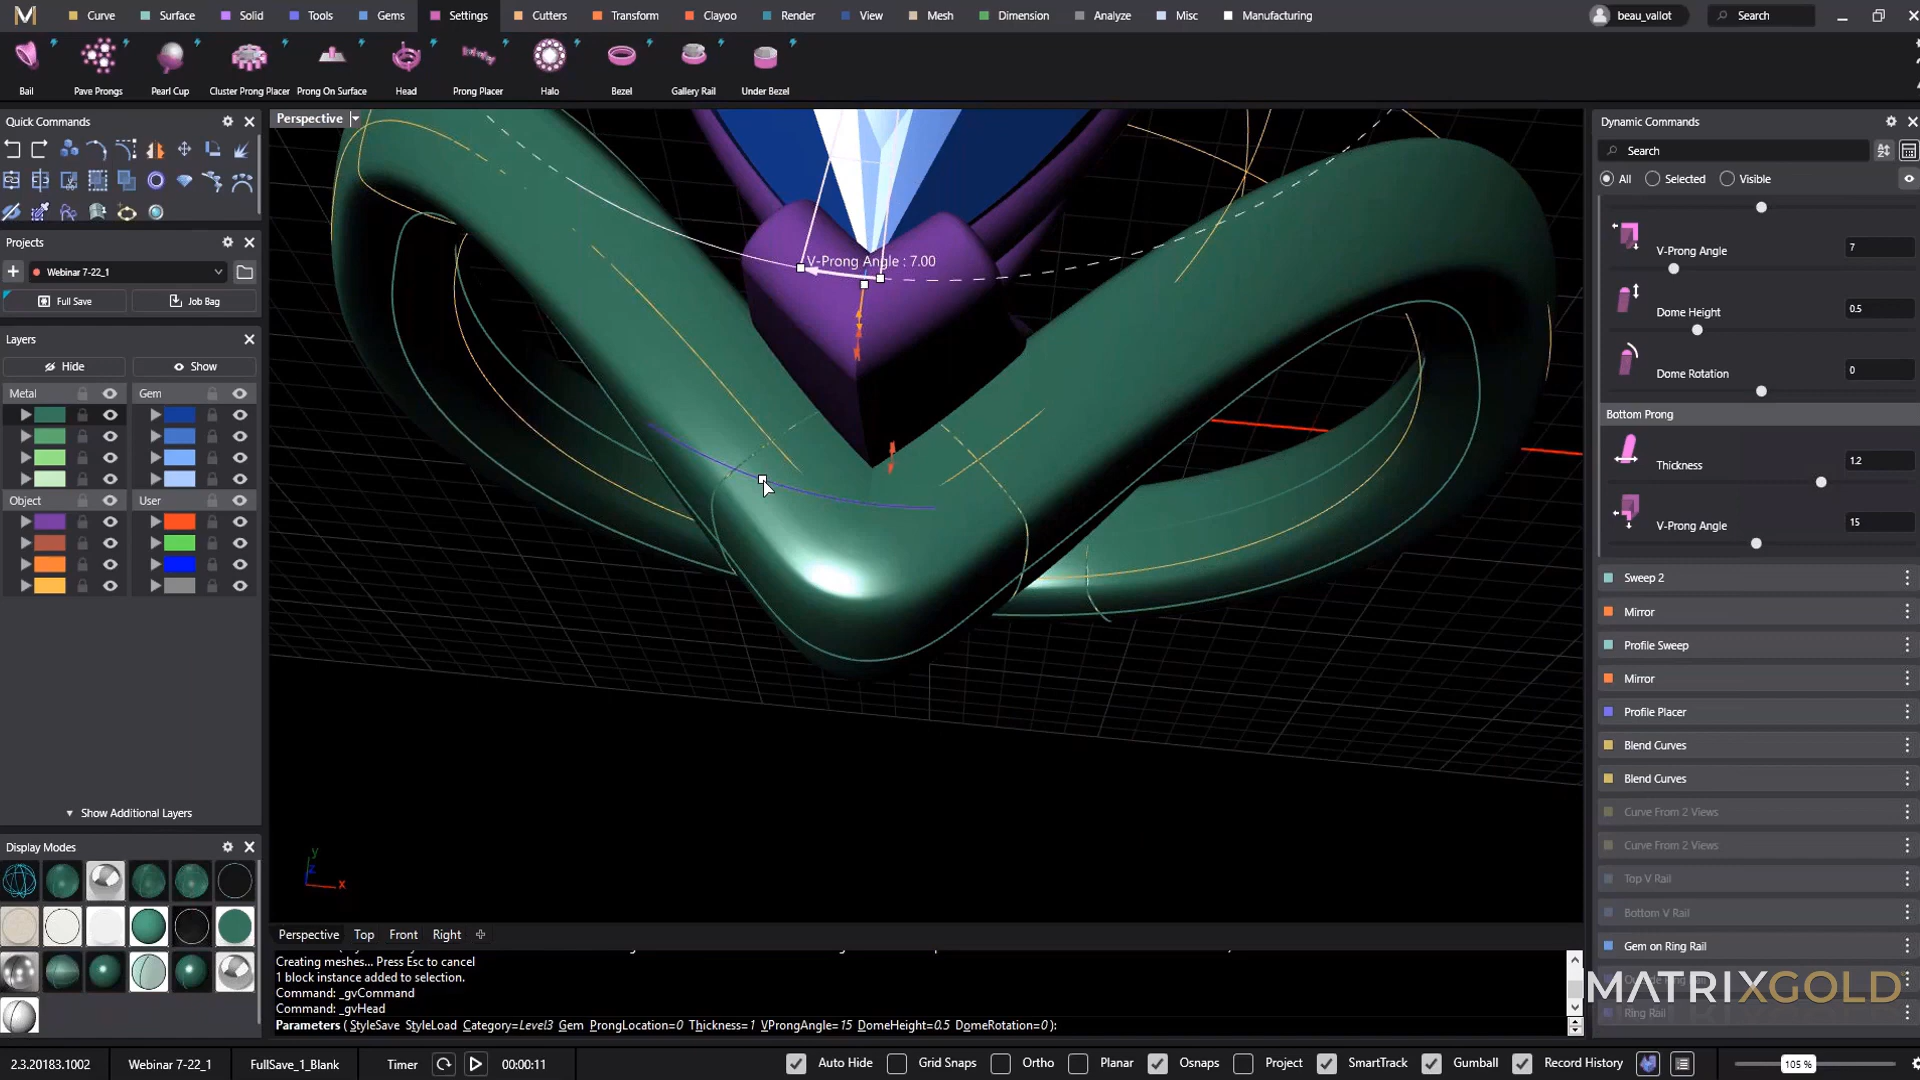 Curve Surface Solid Tools Gems Settings Cutters Transform Clayoo Render View Mesh Dimension Analyze Misc Manufacturing beau_vallot Search
Bail Pave Prongs Pearl Cup Cluster Prong Placer Prong On Surface Head Prong Placer Halo Bezel Gallery Rail Under Bezel
Quick Commands
Projects
Webinar 7-22_1
Full Save Job Bag
Layers
Hide Show
Metal Gem
Object User
Show Additional Layers
Display Modes
Perspective
V-Prong Angle : 7.00
y
z
x
Perspective Top Front Right
Creating meshes... Press Esc to cancel
1 block instance added to selection.
Command: _gvCommand
Command: _gvHead
Parameters ( StyleSave StyleLoad Category=Level3 Gem ProngLocation=0 Thickness=1 VProngAngle=15 DomeHeight=0.5 DomeRotation=0 ):
Dynamic Commands
Search
All Selected Visible
V-Prong Angle 7
Dome Height 0.5
Dome Rotation 0
Bottom Prong
Thickness 1.2
V-Prong Angle 15
Sweep 2
Mirror
Profile Sweep
Mirror
Profile Placer
Blend Curves
Blend Curves
Curve From 2 Views
Curve From 2 Views
Top V Rail
Bottom V Rail
Gem on Ring Rail
MATRIXGOLD
Ring Rail
2.3.20183.1002 Webinar 7-22_1 FullSave_1_Blank Timer 00:00:11 Auto Hide Grid Snaps Ortho Planar Osnaps Project SmartTrack Gumball Record History 105 %